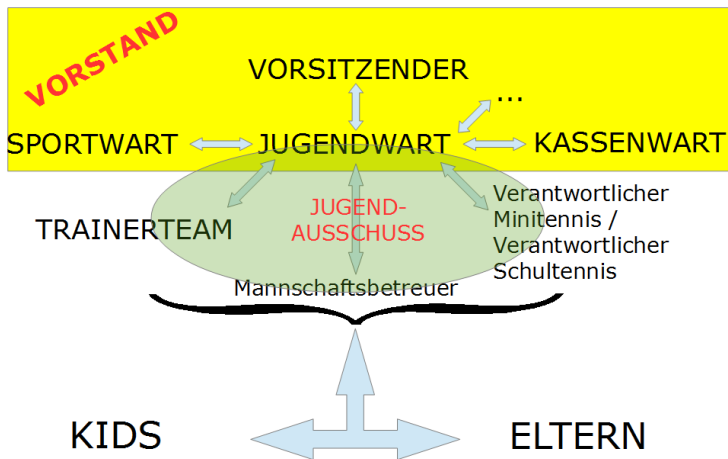 VORSTAND
VORSITZENDER
...
SPORTWART
JUGENDWART
KASSENWART
TRAINERTEAM
JUGEND-
AUSSCHUSS
Verantwortlicher
Minitennis /
Verantwortlicher
Schultennis
Mannschaftsbetreuer
KIDS
ELTERN